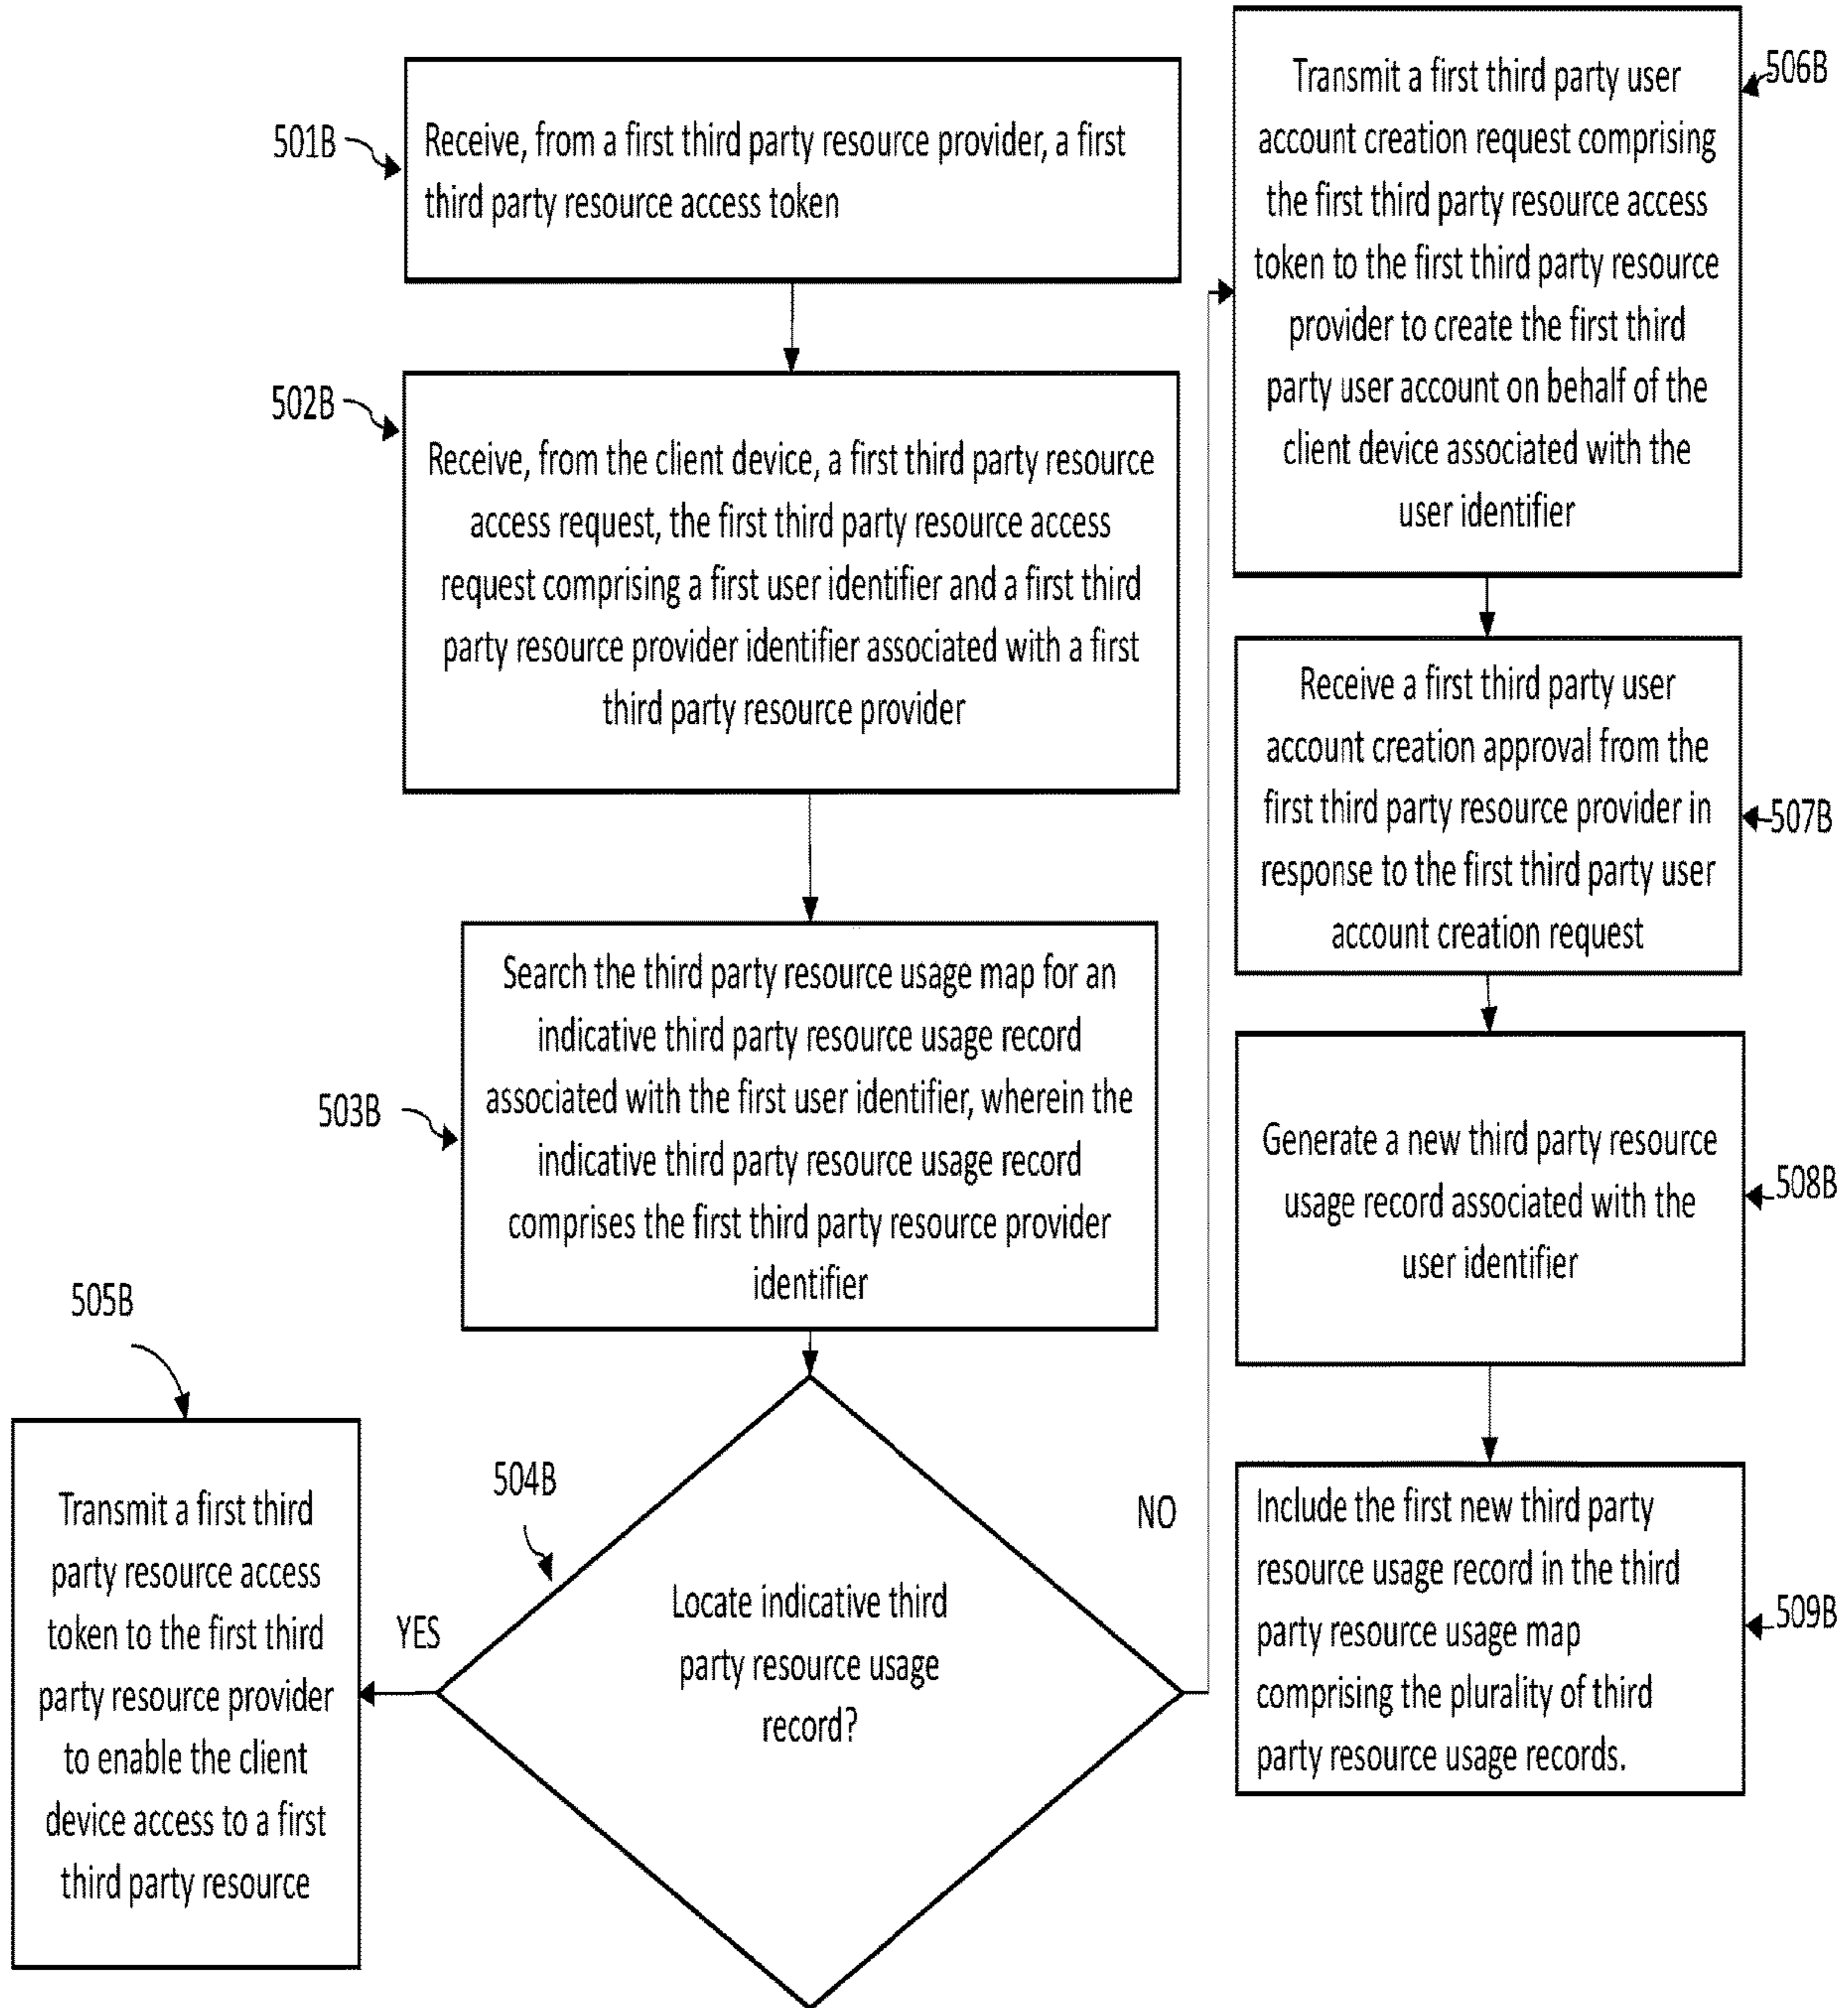 501B
Receive, from a first third party resource provider, a first
third party resource access token
502B
Receive, from the client device, a first third party resource
access request, the first third party resource access
request comprising a first user identifier and a first third
party resource provider identifier associated with a first
third party resource provider
503B
Search the third party resource usage map for an
indicative third party resource usage record
associated with the first user identifier, wherein the
indicative third party resource usage record
comprises the first third party resource provider
identifier
504B
Locate indicative third
party resource usage
record?
YES
NO
505B
Transmit a first third
party resource access
token to the first third
party resource provider
to enable the client
device access to a first
third party resource
506B
Transmit a first third party user
account creation request comprising
the first third party resource access
token to the first third party resource
provider to create the first third
party user account on behalf of the
client device associated with the
user identifier
507B
Receive a first third party user
account creation approval from the
first third party resource provider in
response to the first third party user
account creation request
508B
Generate a new third party resource
usage record associated with the
user identifier
509B
Include the first new third party
resource usage record in the third
party resource usage map
comprising the plurality of third
party resource usage records.